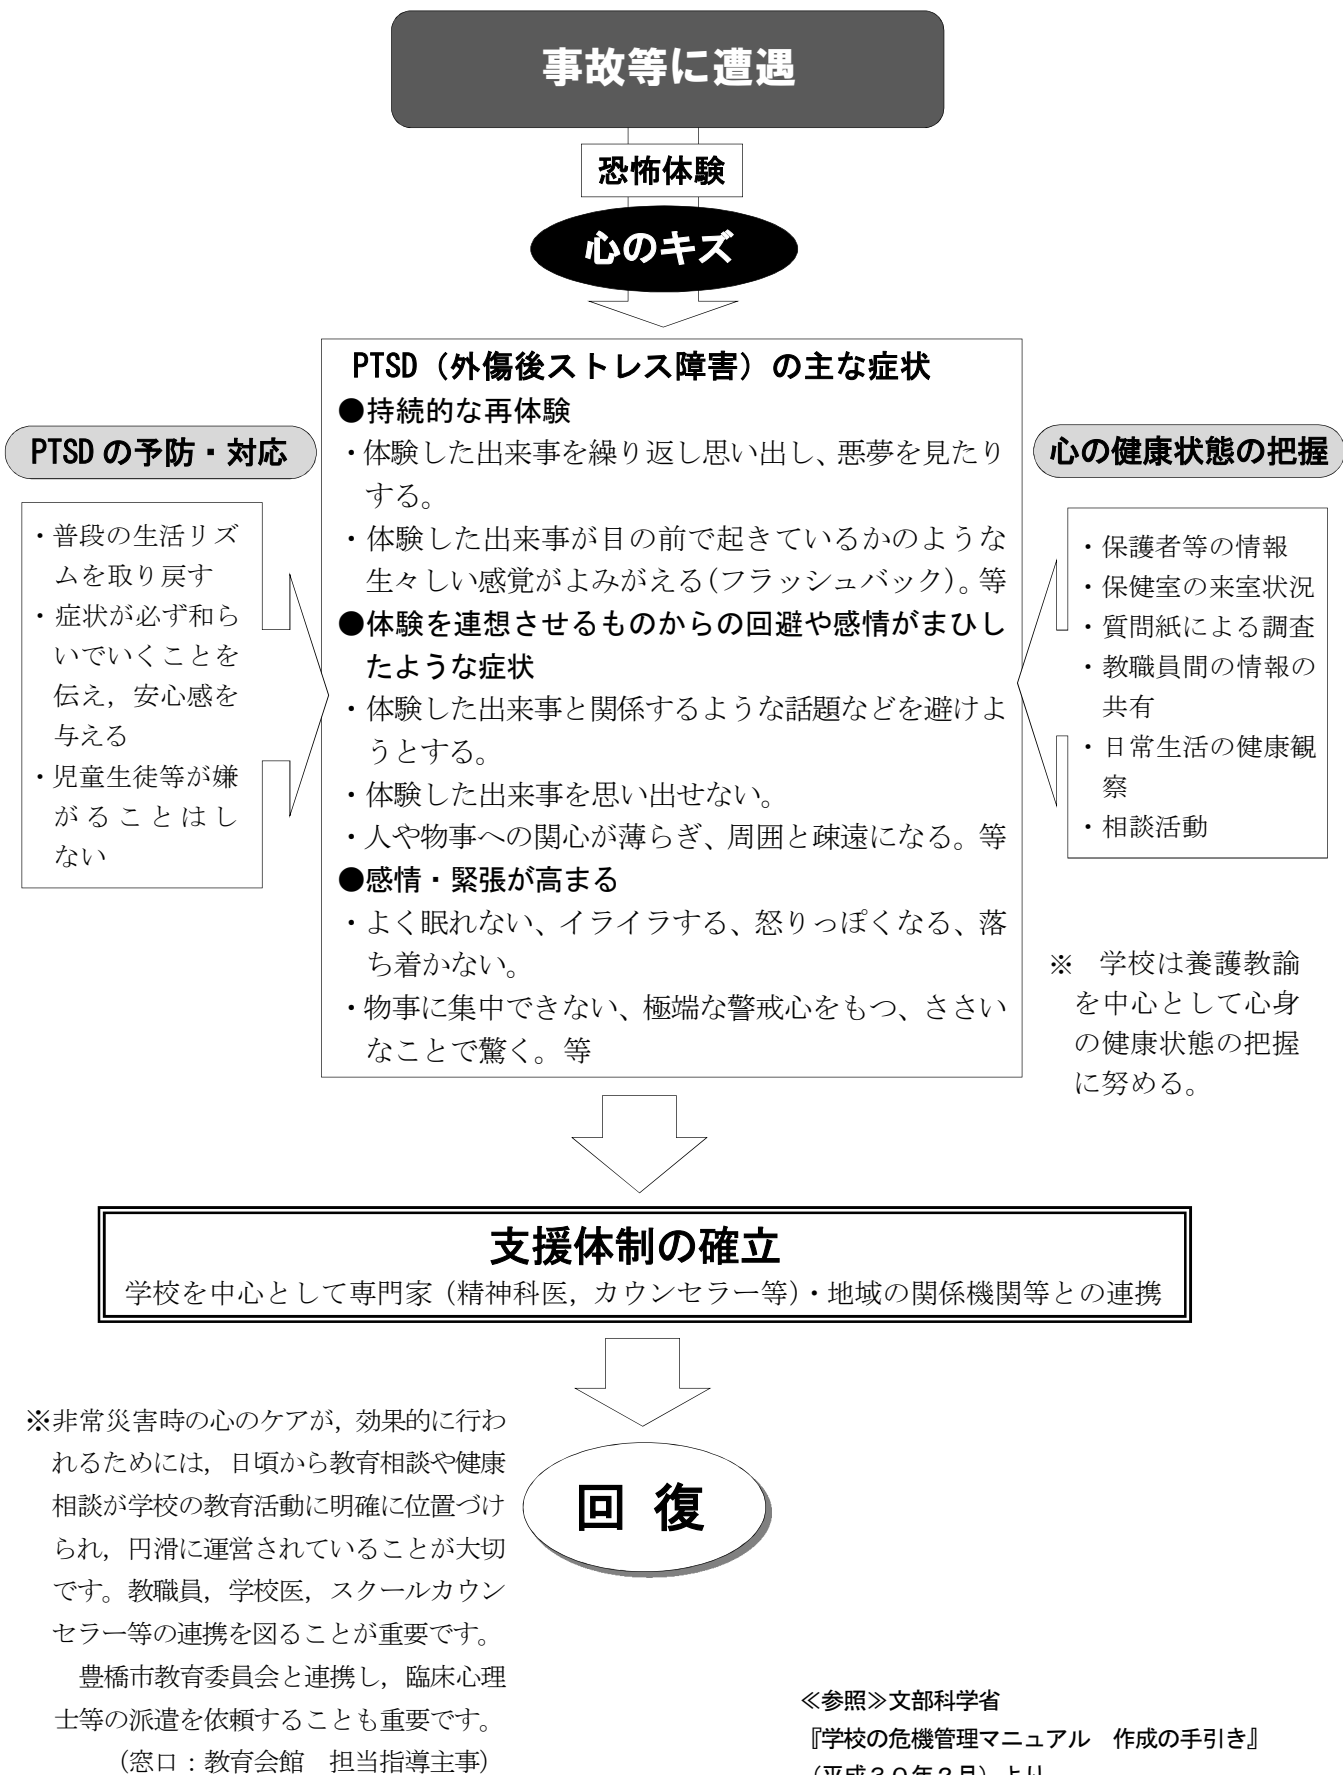 事故等に遭遇
恐怖体験
心のキズ
PTSD（外傷後ストレス障害）の主な症状
●持続的な再体験
・体験した出来事を繰り返し思い出し、悪夢を見たり
する。
・体験した出来事が目の前で起きているかのような
生々しい感覚がよみがえる（フラッシュバック）。等
●体験を連想させるものからの回避や感情がまひし
たような症状
・体験した出来事と関係するような話題などを避けよ
うとする。
・体験した出来事を思い出せない。
・人や物事への関心が薄らぎ、周囲と疎遠になる。等
●感情・緊張が高まる
・よく眠れない、イライラする、怒りっぽくなる、落
ち着かない。
・物事に集中できない、極端な警戒心をもつ、ささい
なことで驚く。等
PTSDの予防・対応
・普段の生活リズ
ムを取り戻す
・症状が必ず和ら
いでいくことを
伝え，安心感を
与える
・児童生徒等が嫌
がることはし
ない
心の健康状態の把握
・保護者等の情報
・保健室の来室状況
・質問紙による調査
・教職員間の情報の
共有
・日常生活の健康観
察
・相談活動
※　学校は養護教諭
を中心として心身
の健康状態の把握
に努める。
支援体制の確立
学校を中心として専門家（精神科医，カウンセラー等）・地域の関係機関等との連携
回 復
※非常災害時の心のケアが，効果的に行わ
れるためには，日頃から教育相談や健康
相談が学校の教育活動に明確に位置づけ
られ，円滑に運営されていることが大切
です。教職員，学校医，スクールカウン
セラー等の連携を図ることが重要です。
豊橋市教育委員会と連携し，臨床心理
士等の派遣を依頼することも重要です。
（窓口：教育会館　担当指導主事）
≪参照≫文部科学省
『学校の危機管理マニュアル　作成の手引き』
（平成３０年２月）より